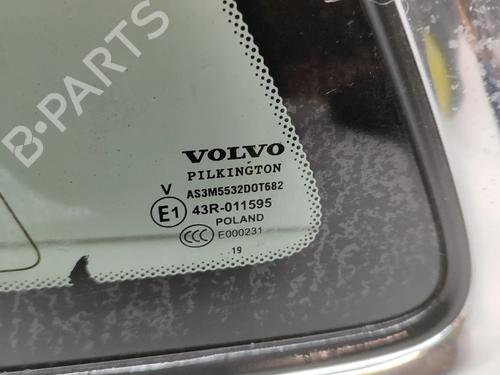 B-PARTS
VOLVO
PILKINGTON
V AS3M5532DOT682
E1 43R-011595
POLAND
CCC E000231
19